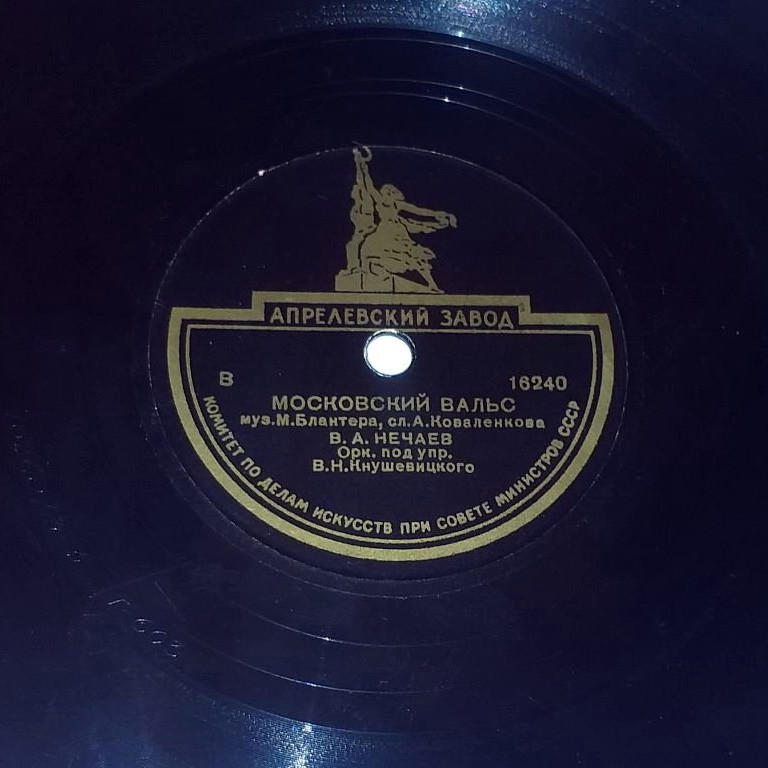 АПРЕЛЕВСКИЙ ЗАВОД
В 16240
МОСКОВСКИЙ ВАЛЬС
муз.М.Блантера, сл.А.Коваленкова
В. А. НЕЧАЕВ
Орк. под упр.
В.Н.Кнушевицкого
КОМИТЕТ ПО ДЕЛАМ ИСКУССТВ ПРИ СОВЕТЕ МИНИСТРОВ СССР